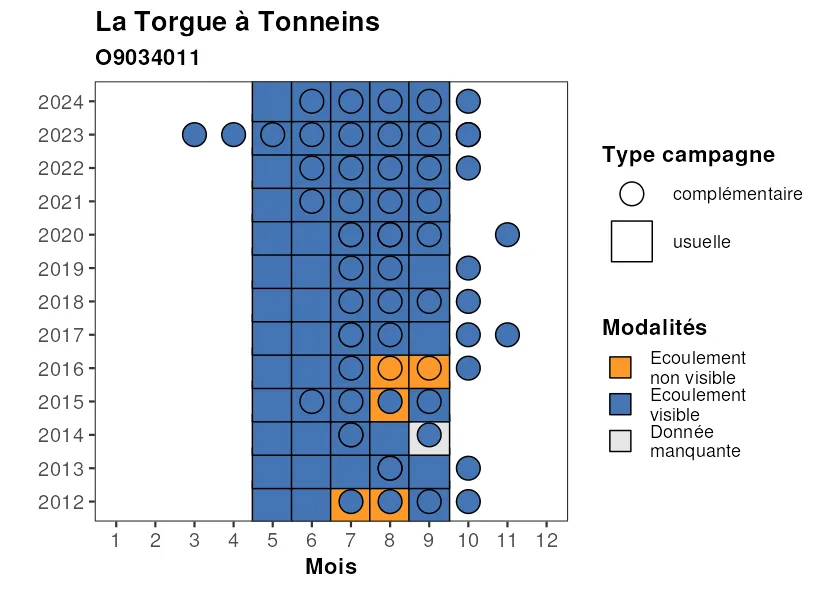 La Torgue à Tonneins
O9034011
2024
2023
2022
2021
2020
2019
2018
2017
2016
2015
2014
2013
2012
1 2 3 4 5 6 7 8 9 10 11 12
Mois
Type campagne
complémentaire
usuelle
Modalités
Ecoulement
non visible
Ecoulement
visible
Donnée
manquante